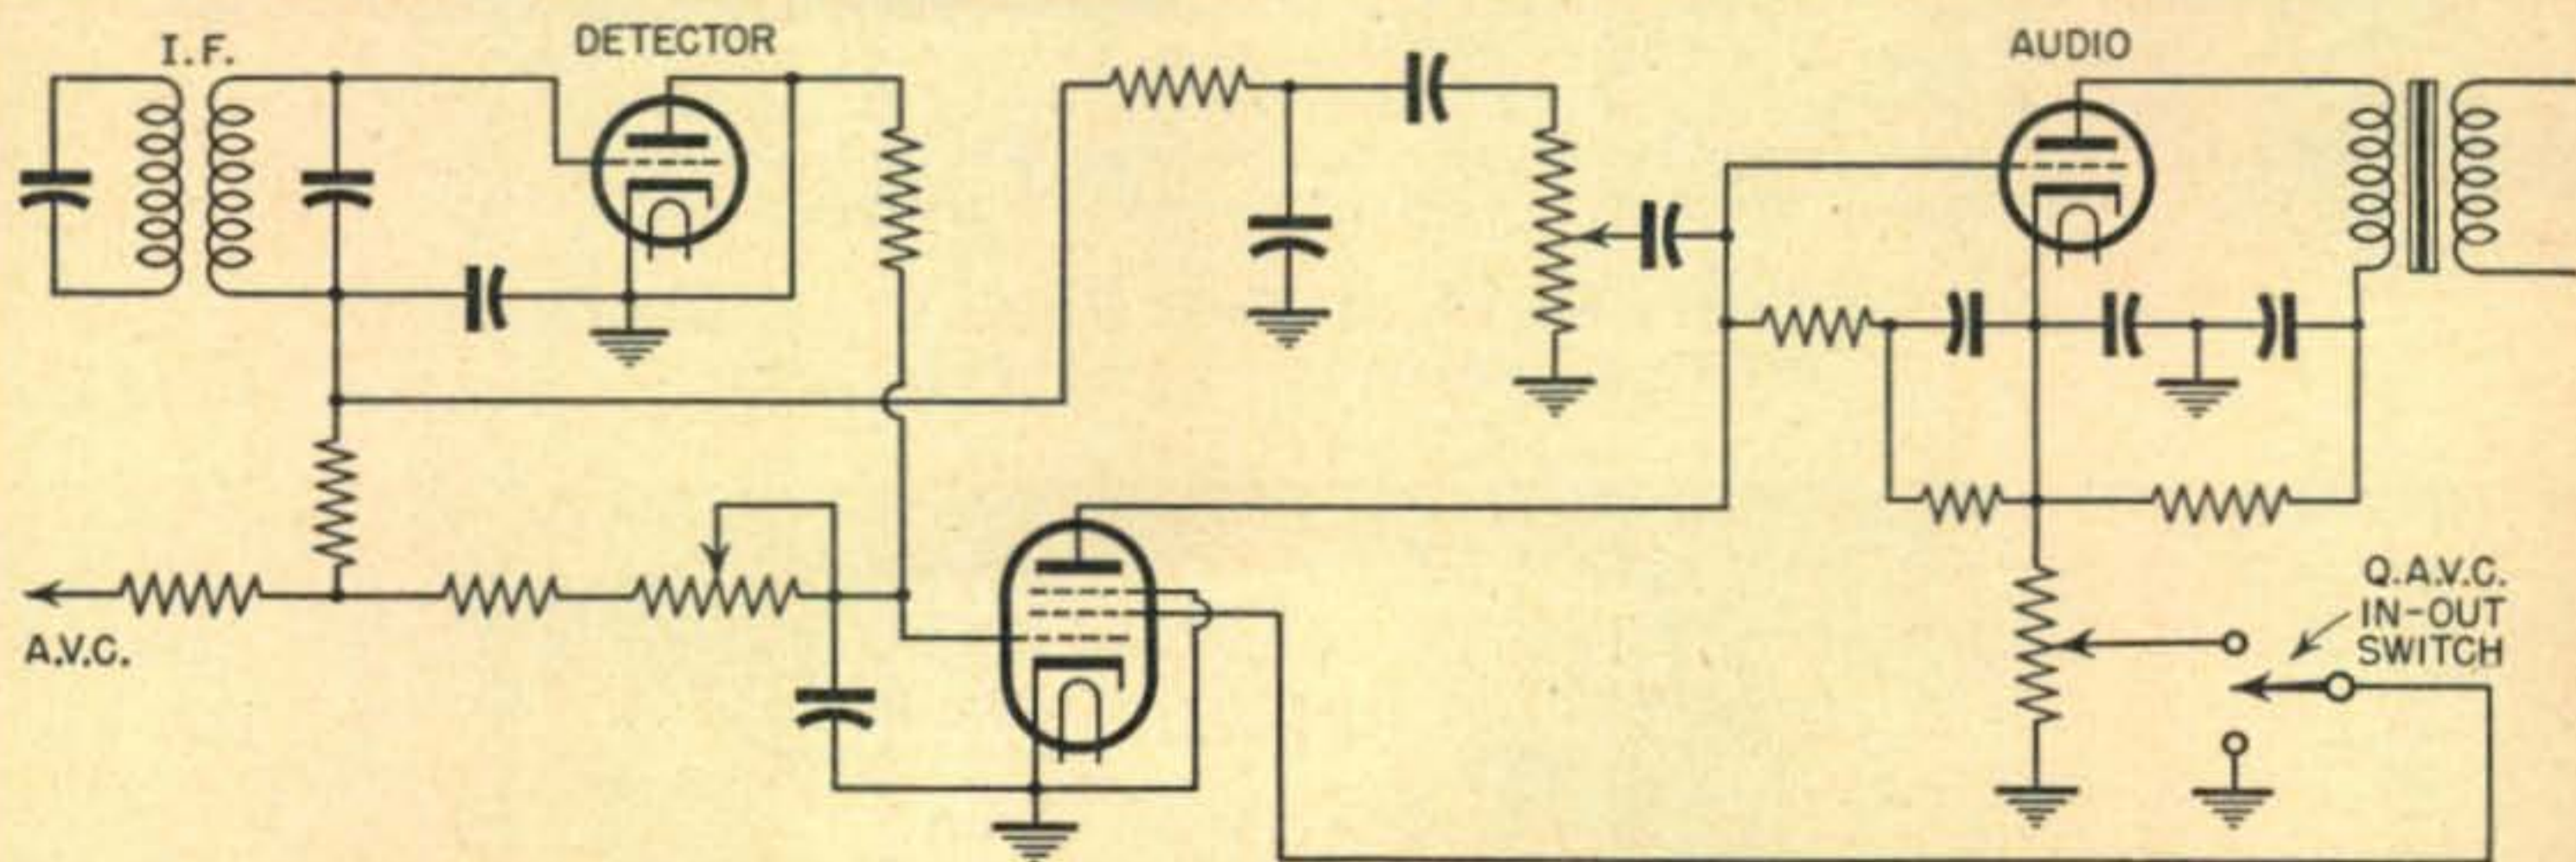 I.F.
DETECTOR
AUDIO
A.V.C.
Q.A.V.C.
IN-OUT
SWITCH